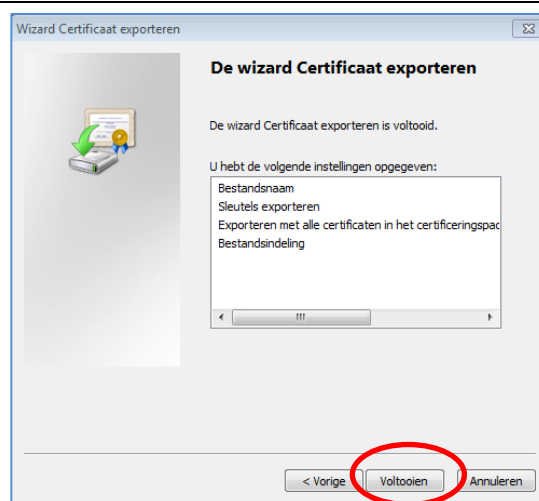 Wizard Certificaat exporteren
De wizard Certificaat exporteren
De wizard Certificaat exporteren is voltooid.
U hebt de volgende instellingen opgegeven:
Bestandsnaam
Sleutels exporteren
Exporteren met alle certificaten in het certificeringspac
Bestandsindeling
< Vorige Voltooien Annuleren